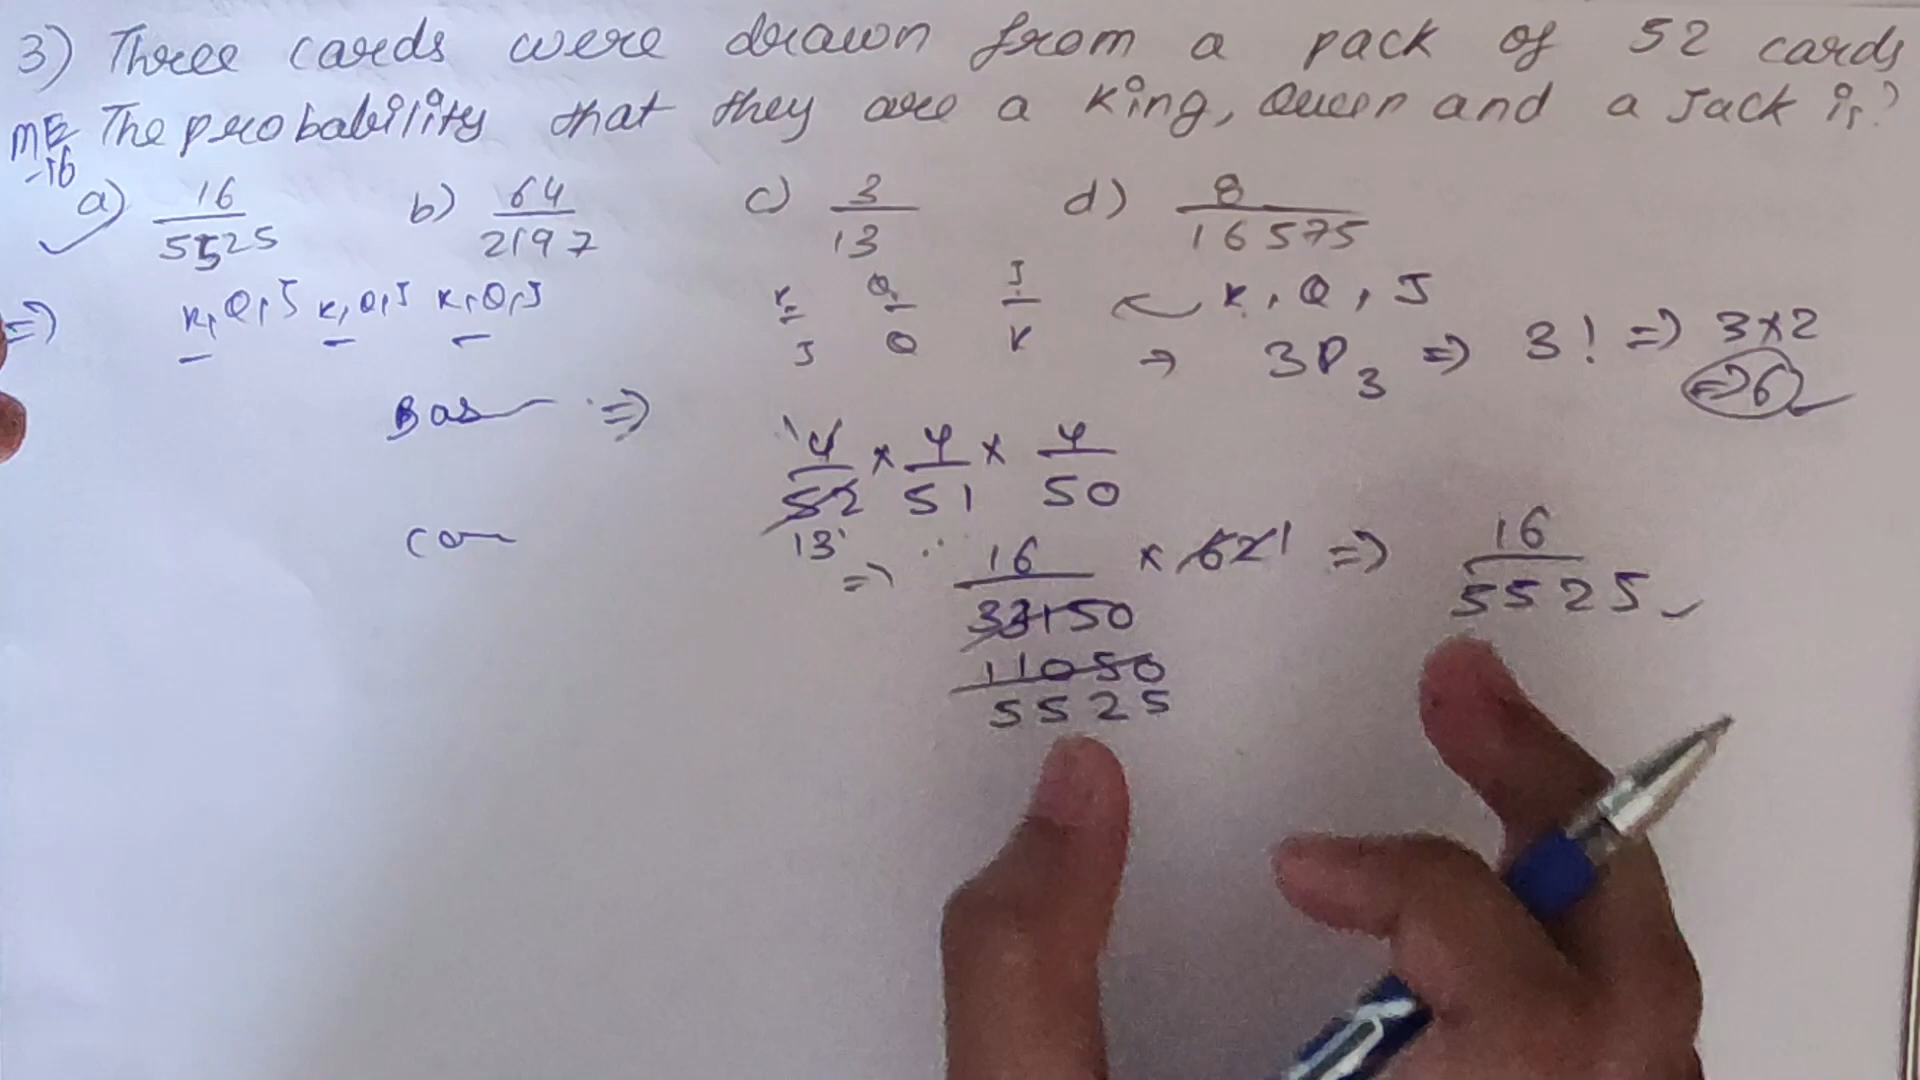 3) Three cards were drawn from a pack of 52 cards
ME-16 The probability that they are a King, Queen and a Jack is?
a) 16/5525 b) 64/2197 c) 3/13 d) 8/16575
=> K, Q, J K, Q, J K, Q, J
K Q J ← K, Q, J
J Q K → 3P3 => 3! => 3x2
=> 6
Bas =>
4/52 x 4/51 x 4/50
13
Com
=> 16/33150 x 6 2 1 => 16/5525
11050
5525